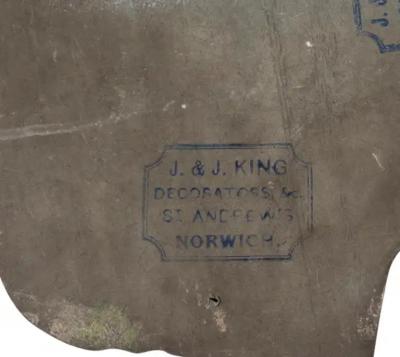 J. & J. KING
DECORATORS &c.
ST ANDREW'S
NORWICH.
J. &